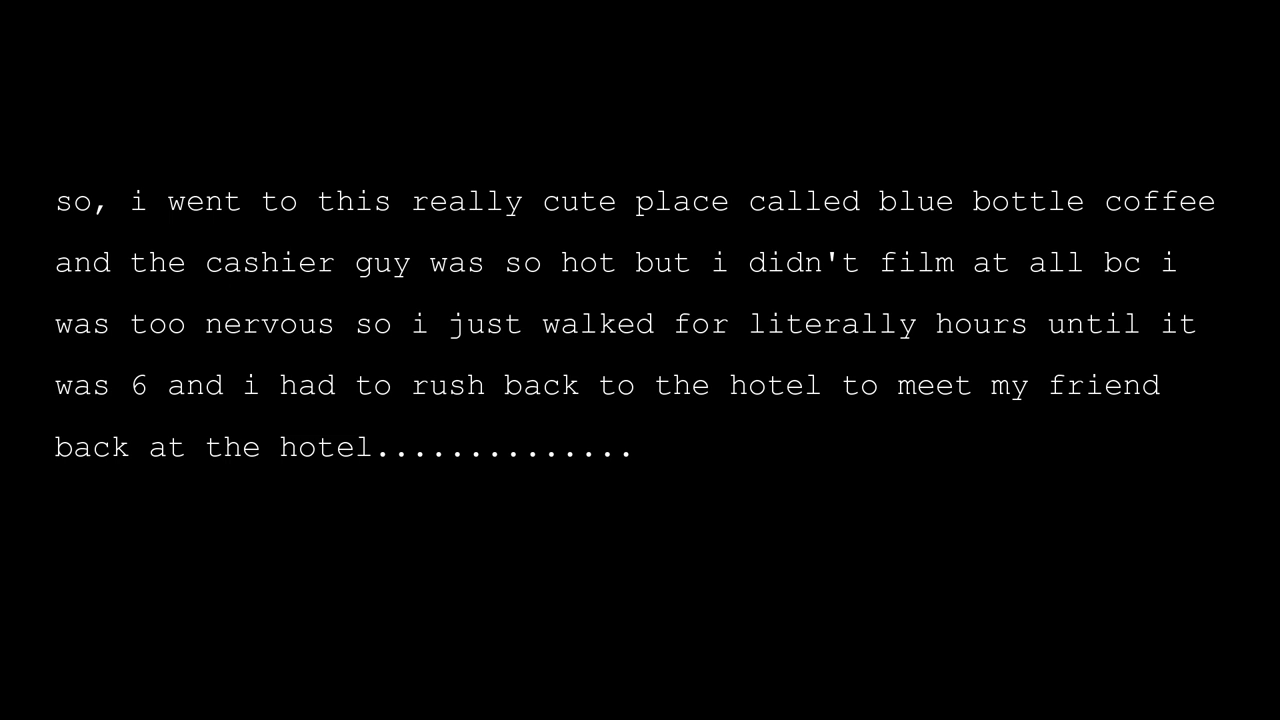 so, i went to this really cute place called blue bottle coffee
and the cashier guy was so hot but i didn't film at all bc i
was too nervous so i just walked for literally hours until it
was 6 and i had to rush back to the hotel to meet my friend
back at the hotel..............